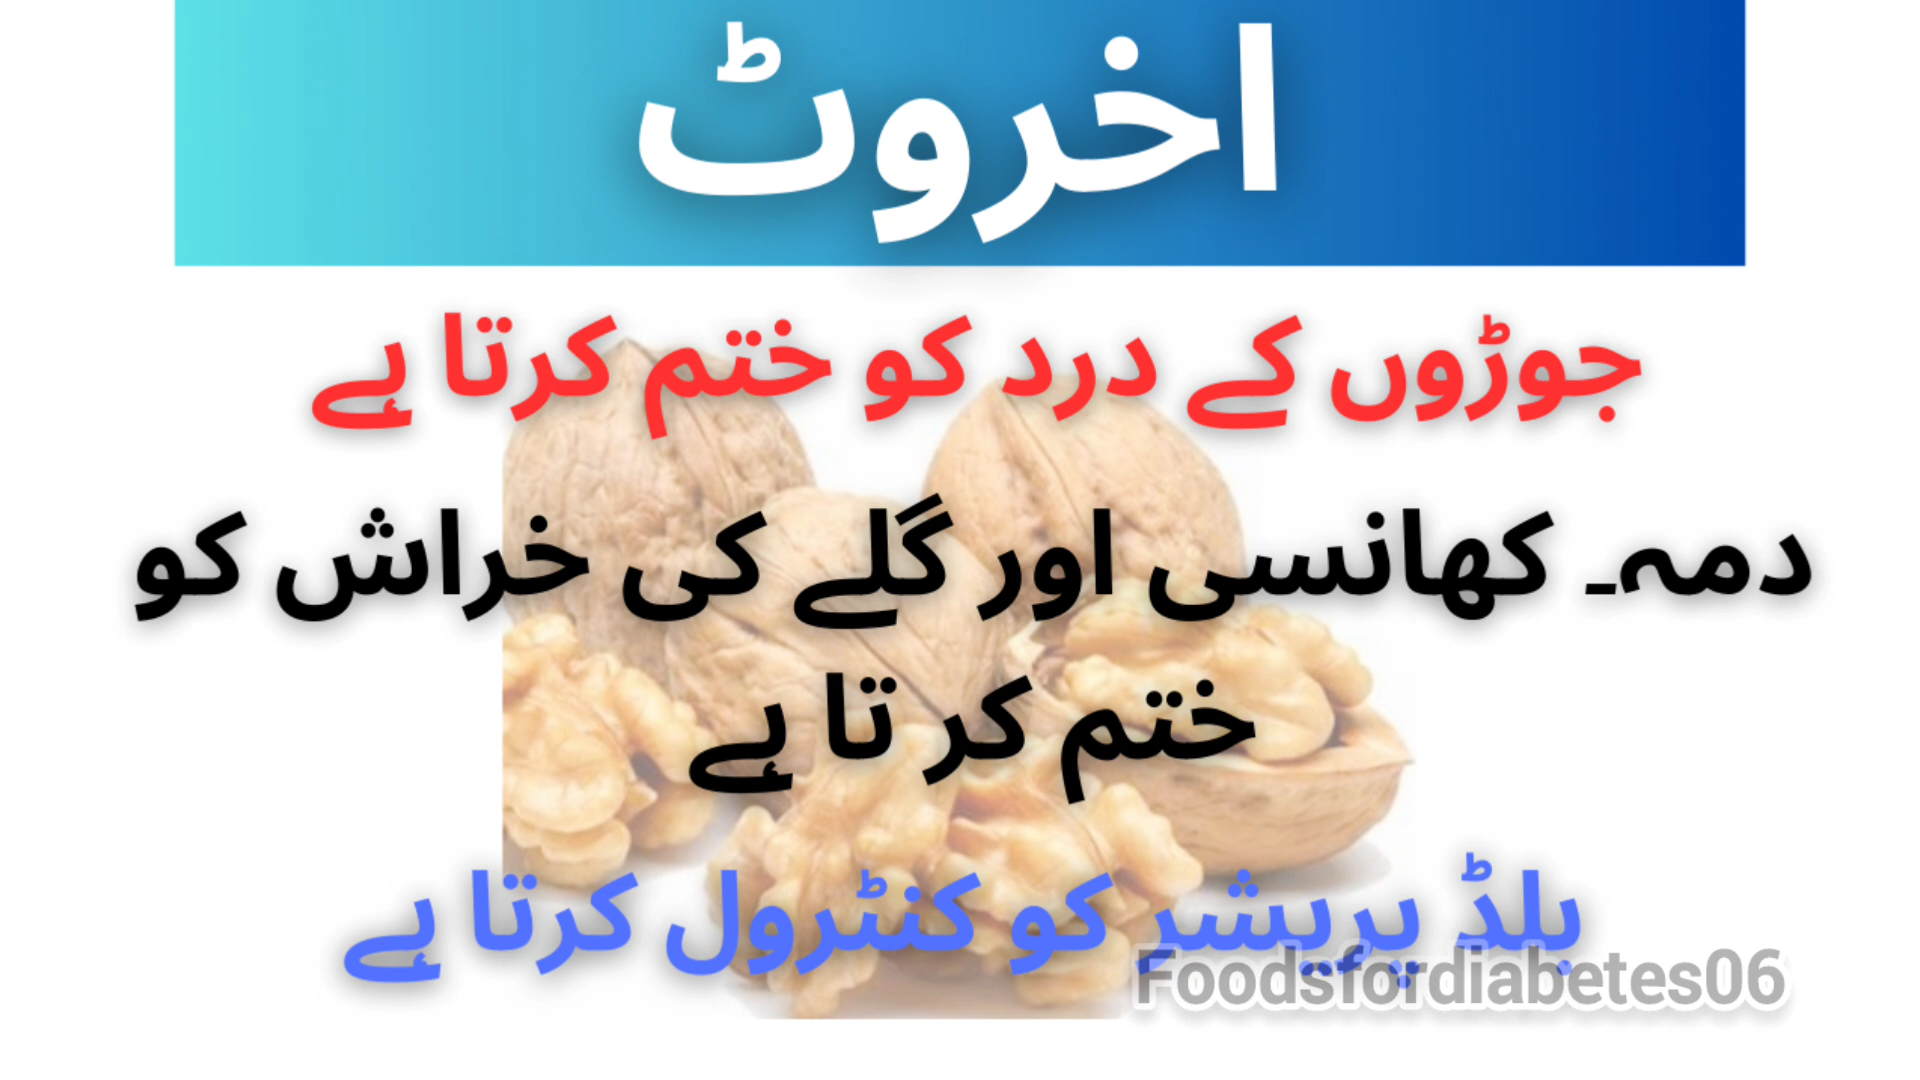 اخروٹ
جوڑوں کے درد کو ختم کرتا ہے
دمہ۔ کھانسی اور گلے کی خراش کو
ختم کر تا ہے
بلڈ پریشر کو کنٹرول کرتا ہے
Foodsfordiabetes06